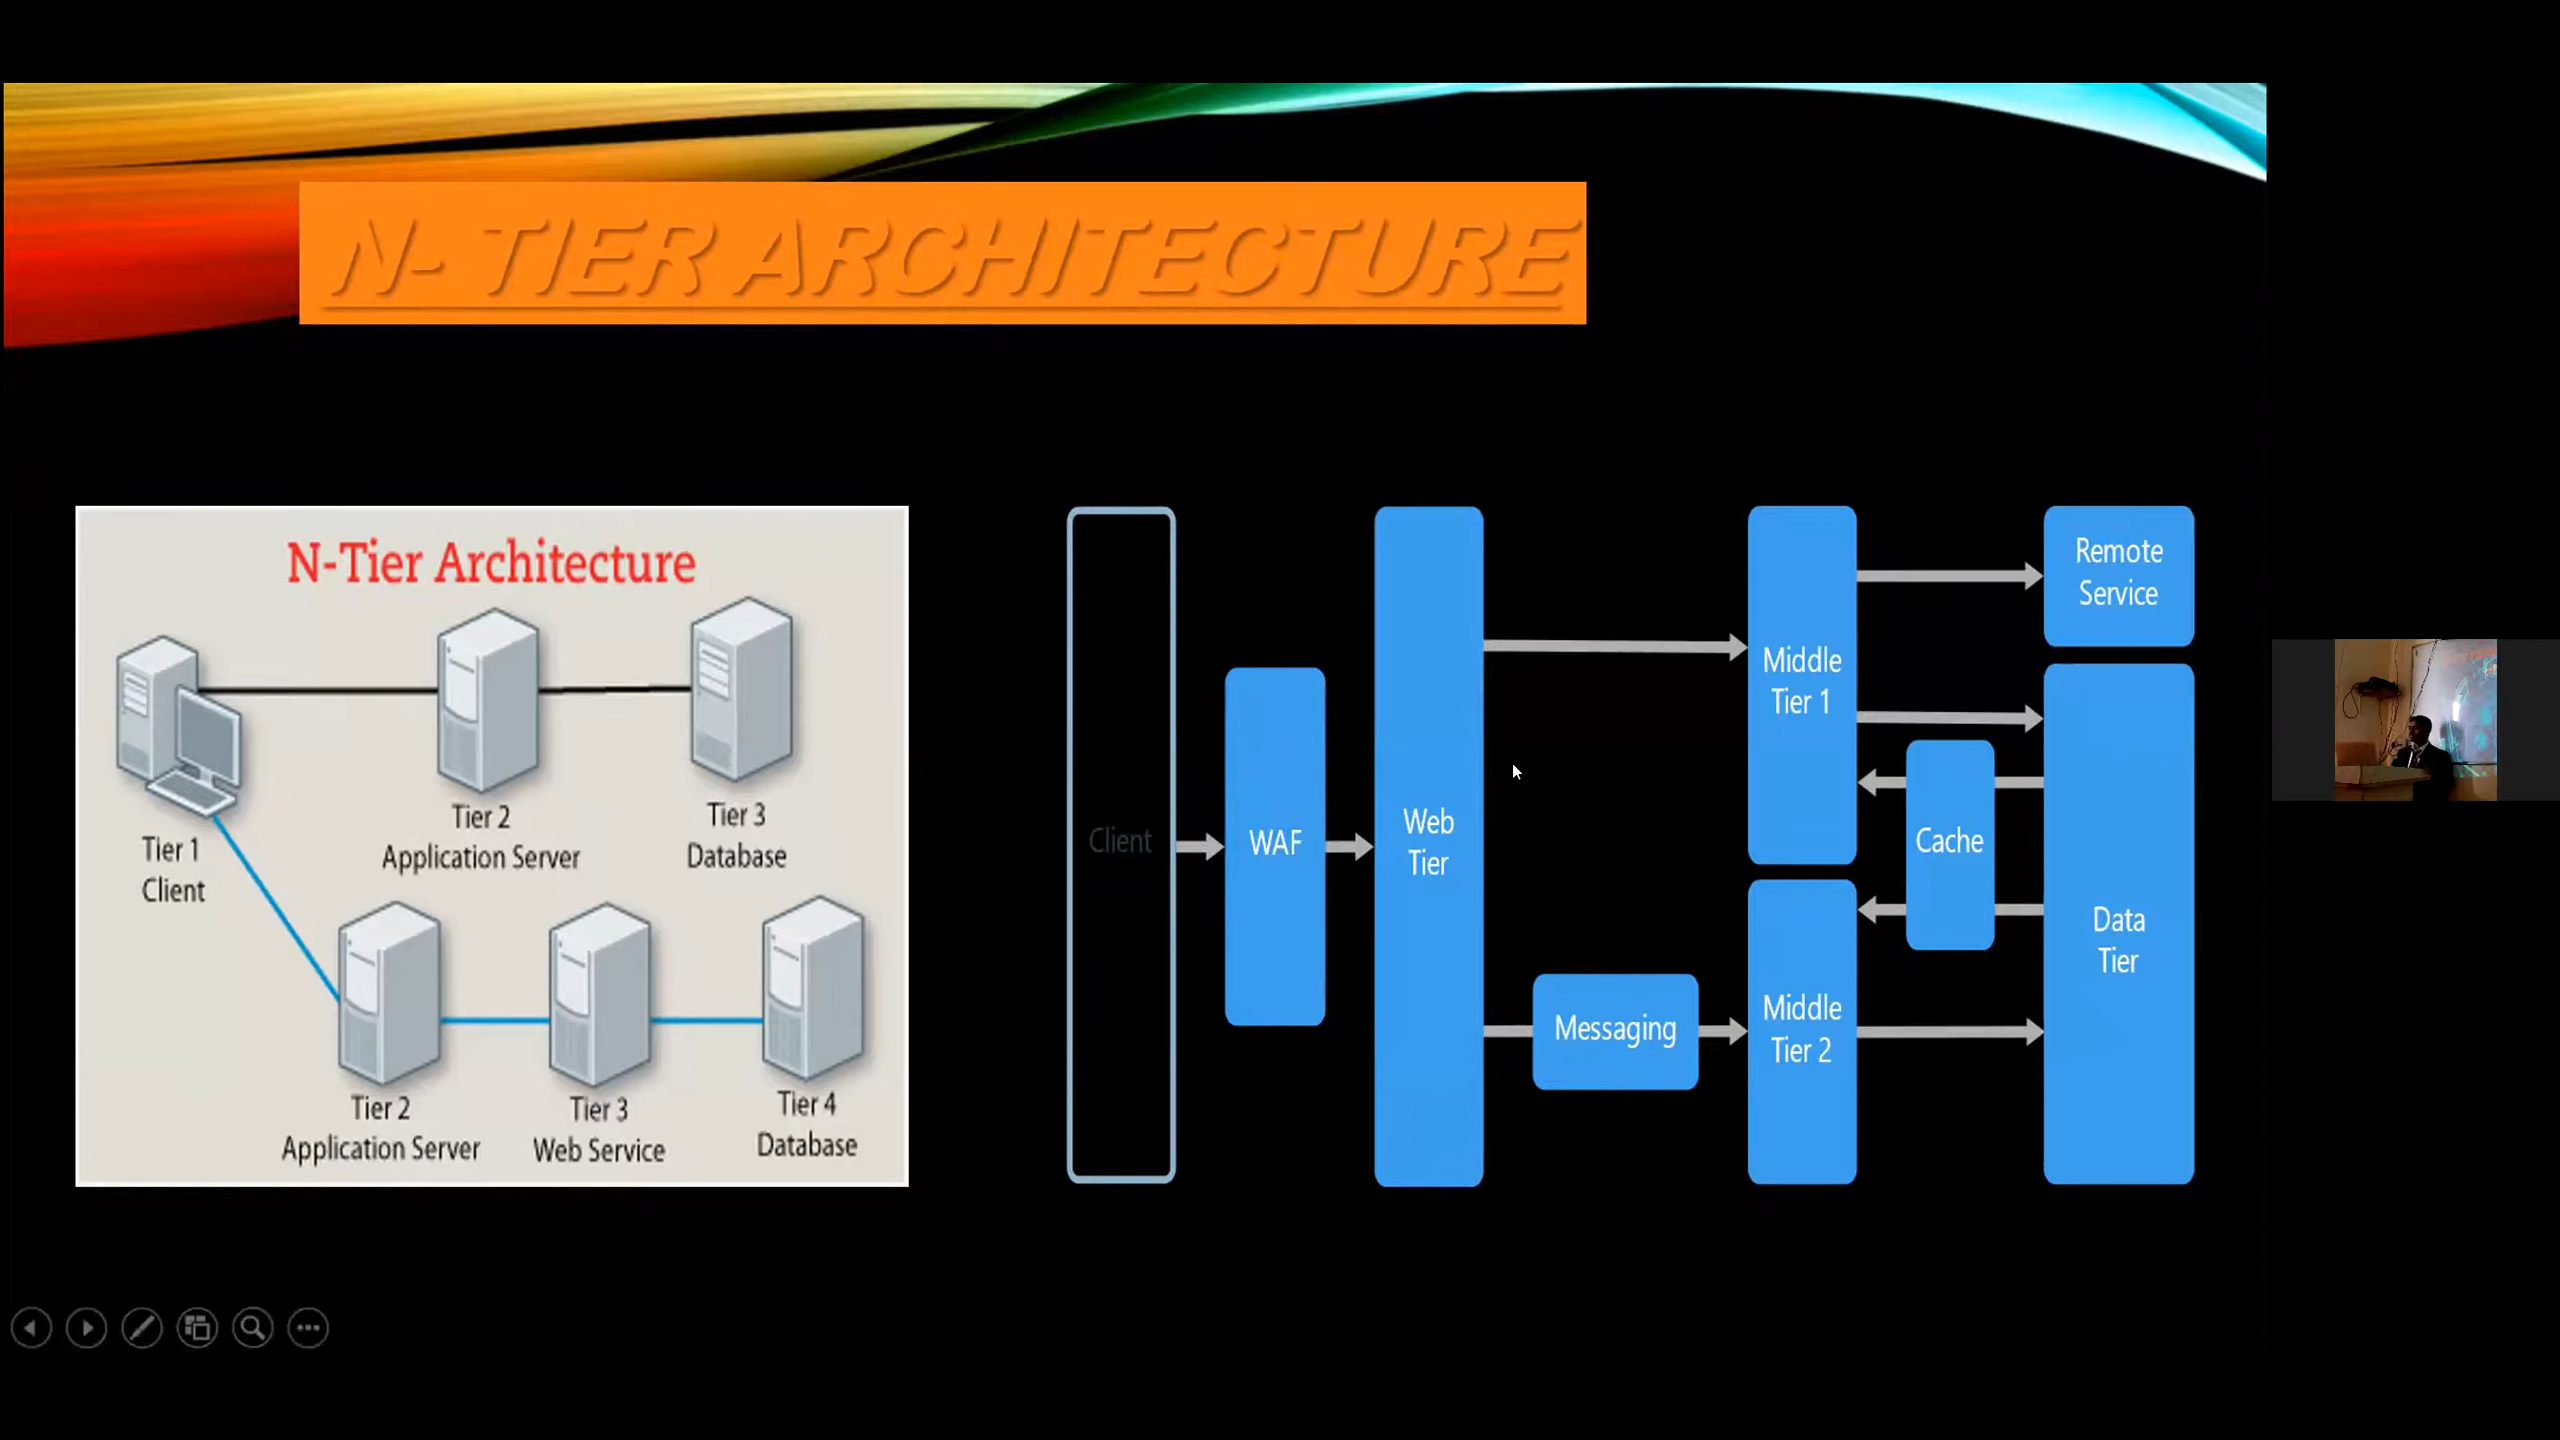 N- TIER ARCHITECTURE
N-Tier Architecture
Tier 1
Client
Tier 2
Application Server
Tier 3
Database
Tier 2
Application Server
Tier 3
Web Service
Tier 4
Database
Client
WAF
Web
Tier
Messaging
Middle
Tier 1
Middle
Tier 2
Cache
Remote
Service
Data
Tier